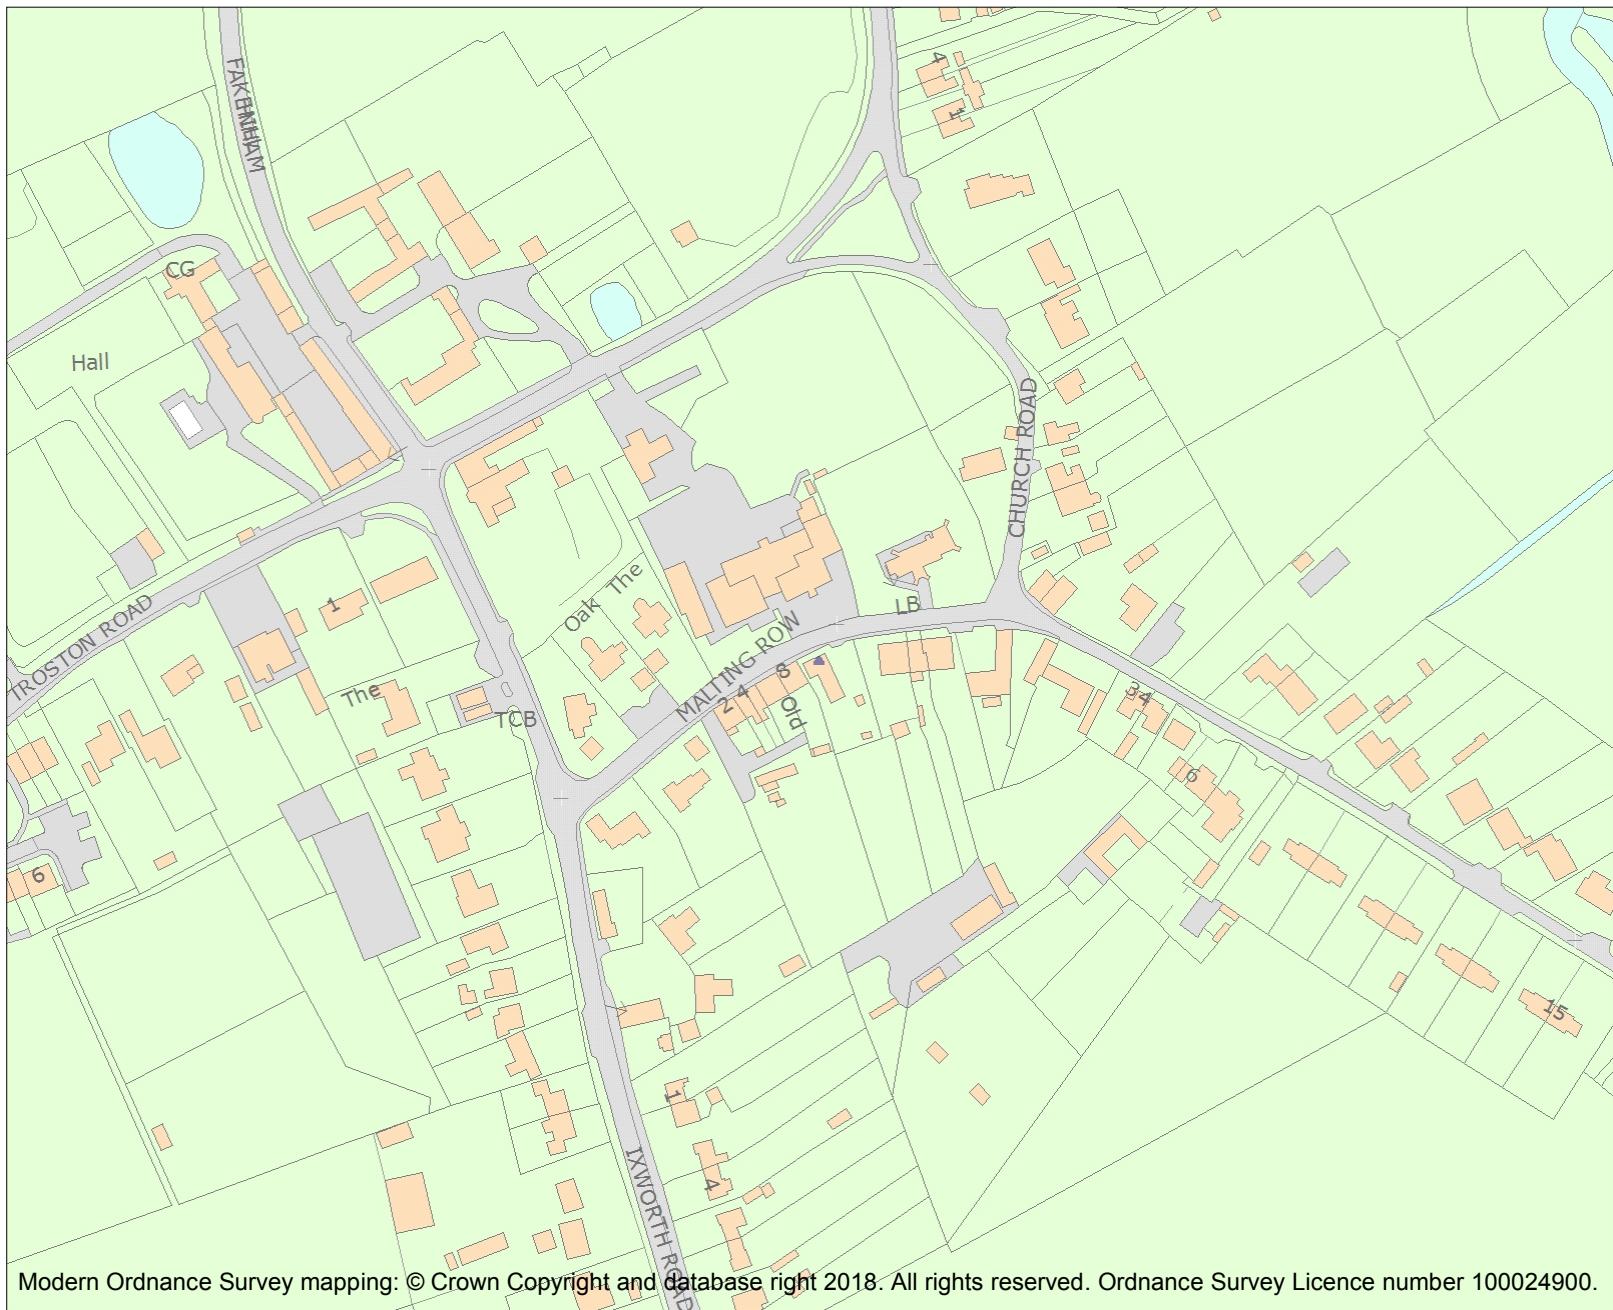 4
1
FAKENHAM
CG
Hall
CHURCH ROAD
TROSTON ROAD
1
The
Oak
LB
MALTING ROW
The
TCB
2 4
8
Old
34
6
6
15
1
4
IXWORTH ROAD
Modern Ordnance Survey mapping: © Crown Copyright and database right 2018. All rights reserved. Ordnance Survey Licence number 100024900.